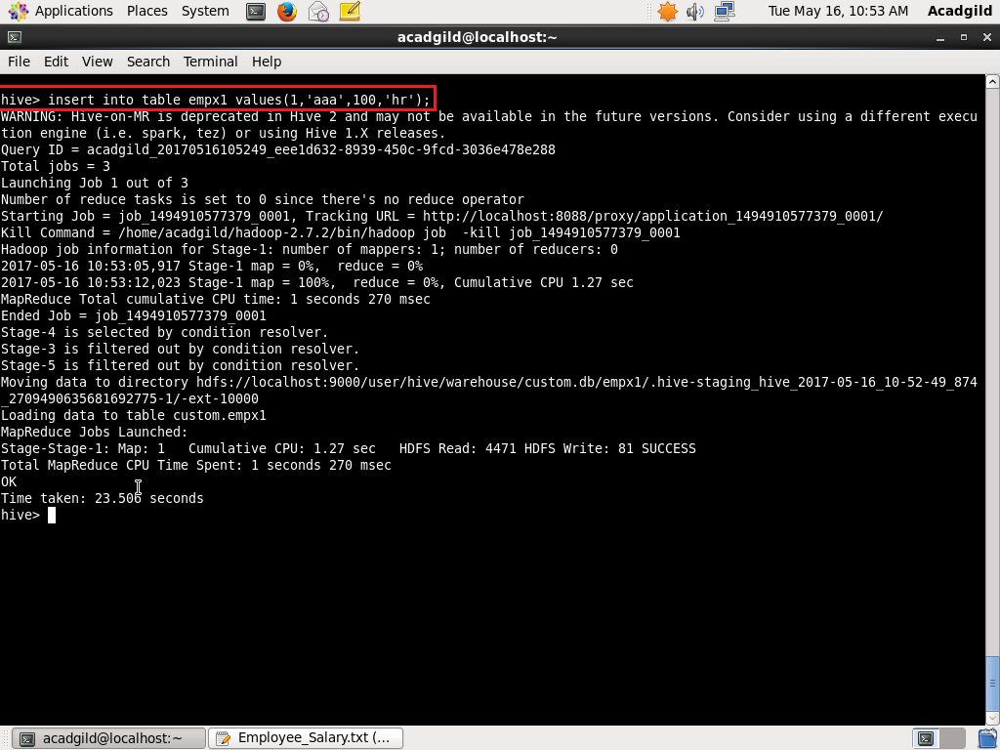 Applications Places System Tue May 16, 10:53 AM Acadgild
acadgild@localhost:~
File Edit View Search Terminal Help
hive> insert into table empx1 values(1,'aaa',100,'hr');
WARNING: Hive-on-MR is deprecated in Hive 2 and may not be available in the future versions. Consider using a different execu
tion engine (i.e. spark, tez) or using Hive 1.X releases.
Query ID = acadgild_20170516105249_eee1d632-8939-450c-9fcd-3036e478e288
Total jobs = 3
Launching Job 1 out of 3
Number of reduce tasks is set to 0 since there's no reduce operator
Starting Job = job_1494910577379_0001, Tracking URL = http://localhost:8088/proxy/application_1494910577379_0001/
Kill Command = /home/acadgild/hadoop-2.7.2/bin/hadoop job  -kill job_1494910577379_0001
Hadoop job information for Stage-1: number of mappers: 1; number of reducers: 0
2017-05-16 10:53:05,917 Stage-1 map = 0%,  reduce = 0%
2017-05-16 10:53:12,023 Stage-1 map = 100%,  reduce = 0%, Cumulative CPU 1.27 sec
MapReduce Total cumulative CPU time: 1 seconds 270 msec
Ended Job = job_1494910577379_0001
Stage-4 is selected by condition resolver.
Stage-3 is filtered out by condition resolver.
Stage-5 is filtered out by condition resolver.
Moving data to directory hdfs://localhost:9000/user/hive/warehouse/custom.db/empx1/.hive-staging_hive_2017-05-16_10-52-49_874
_2709490635681692775-1/-ext-10000
Loading data to table custom.empx1
MapReduce Jobs Launched:
Stage-Stage-1: Map: 1   Cumulative CPU: 1.27 sec   HDFS Read: 4471 HDFS Write: 81 SUCCESS
Total MapReduce CPU Time Spent: 1 seconds 270 msec
OK
Time taken: 23.506 seconds
hive>
acadgild@localhost:~ Employee_Salary.txt (...